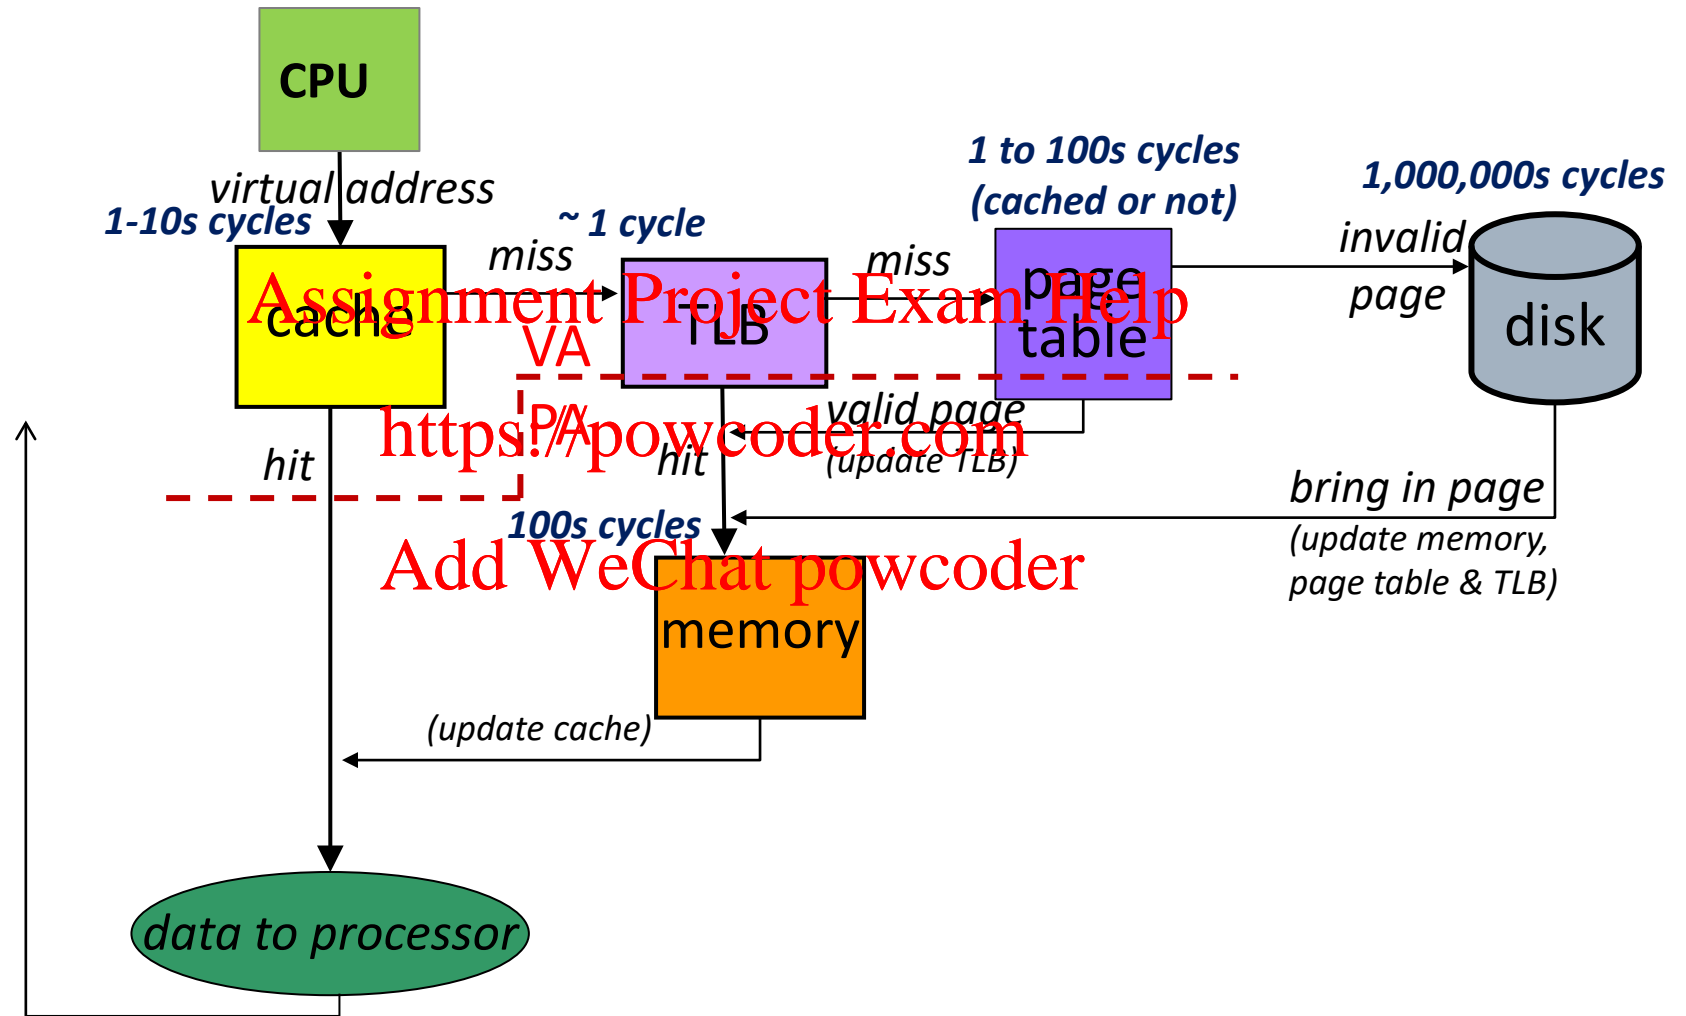 CPU
virtual address
1-10s cycles
~ 1 cycle
1 to 100s cycles
(cached or not)
1,000,000s cycles
miss
miss
invalid
page
cache
TLB
page
table
disk
Assignment Project Exam Help
VA
PA
https://powcoder.com
hit
hit
valid page
(update TLB)
bring in page
(update memory,
page table & TLB)
100s cycles
Add WeChat powcoder
memory
(update cache)
data to processor